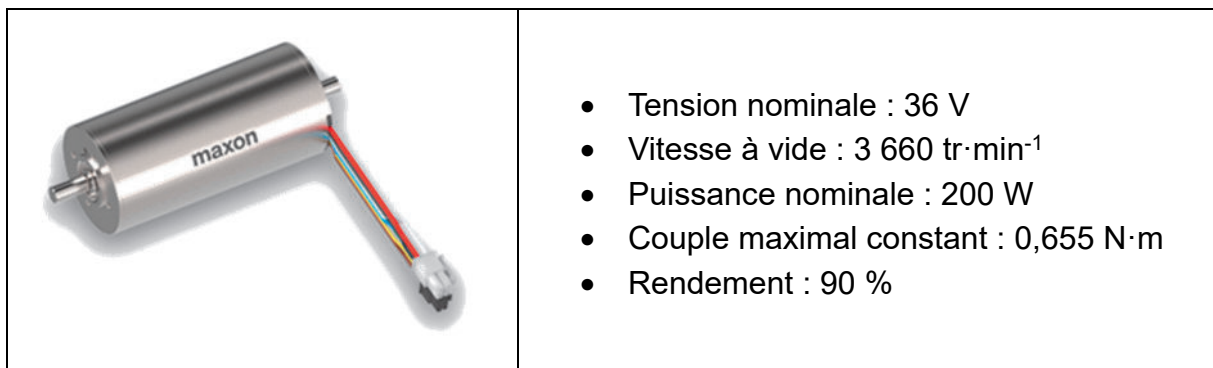 maxon
• Tension nominale : 36 V
• Vitesse à vide : 3 660 tr·min⁻¹
• Puissance nominale : 200 W
• Couple maximal constant : 0,655 N·m
• Rendement : 90 %